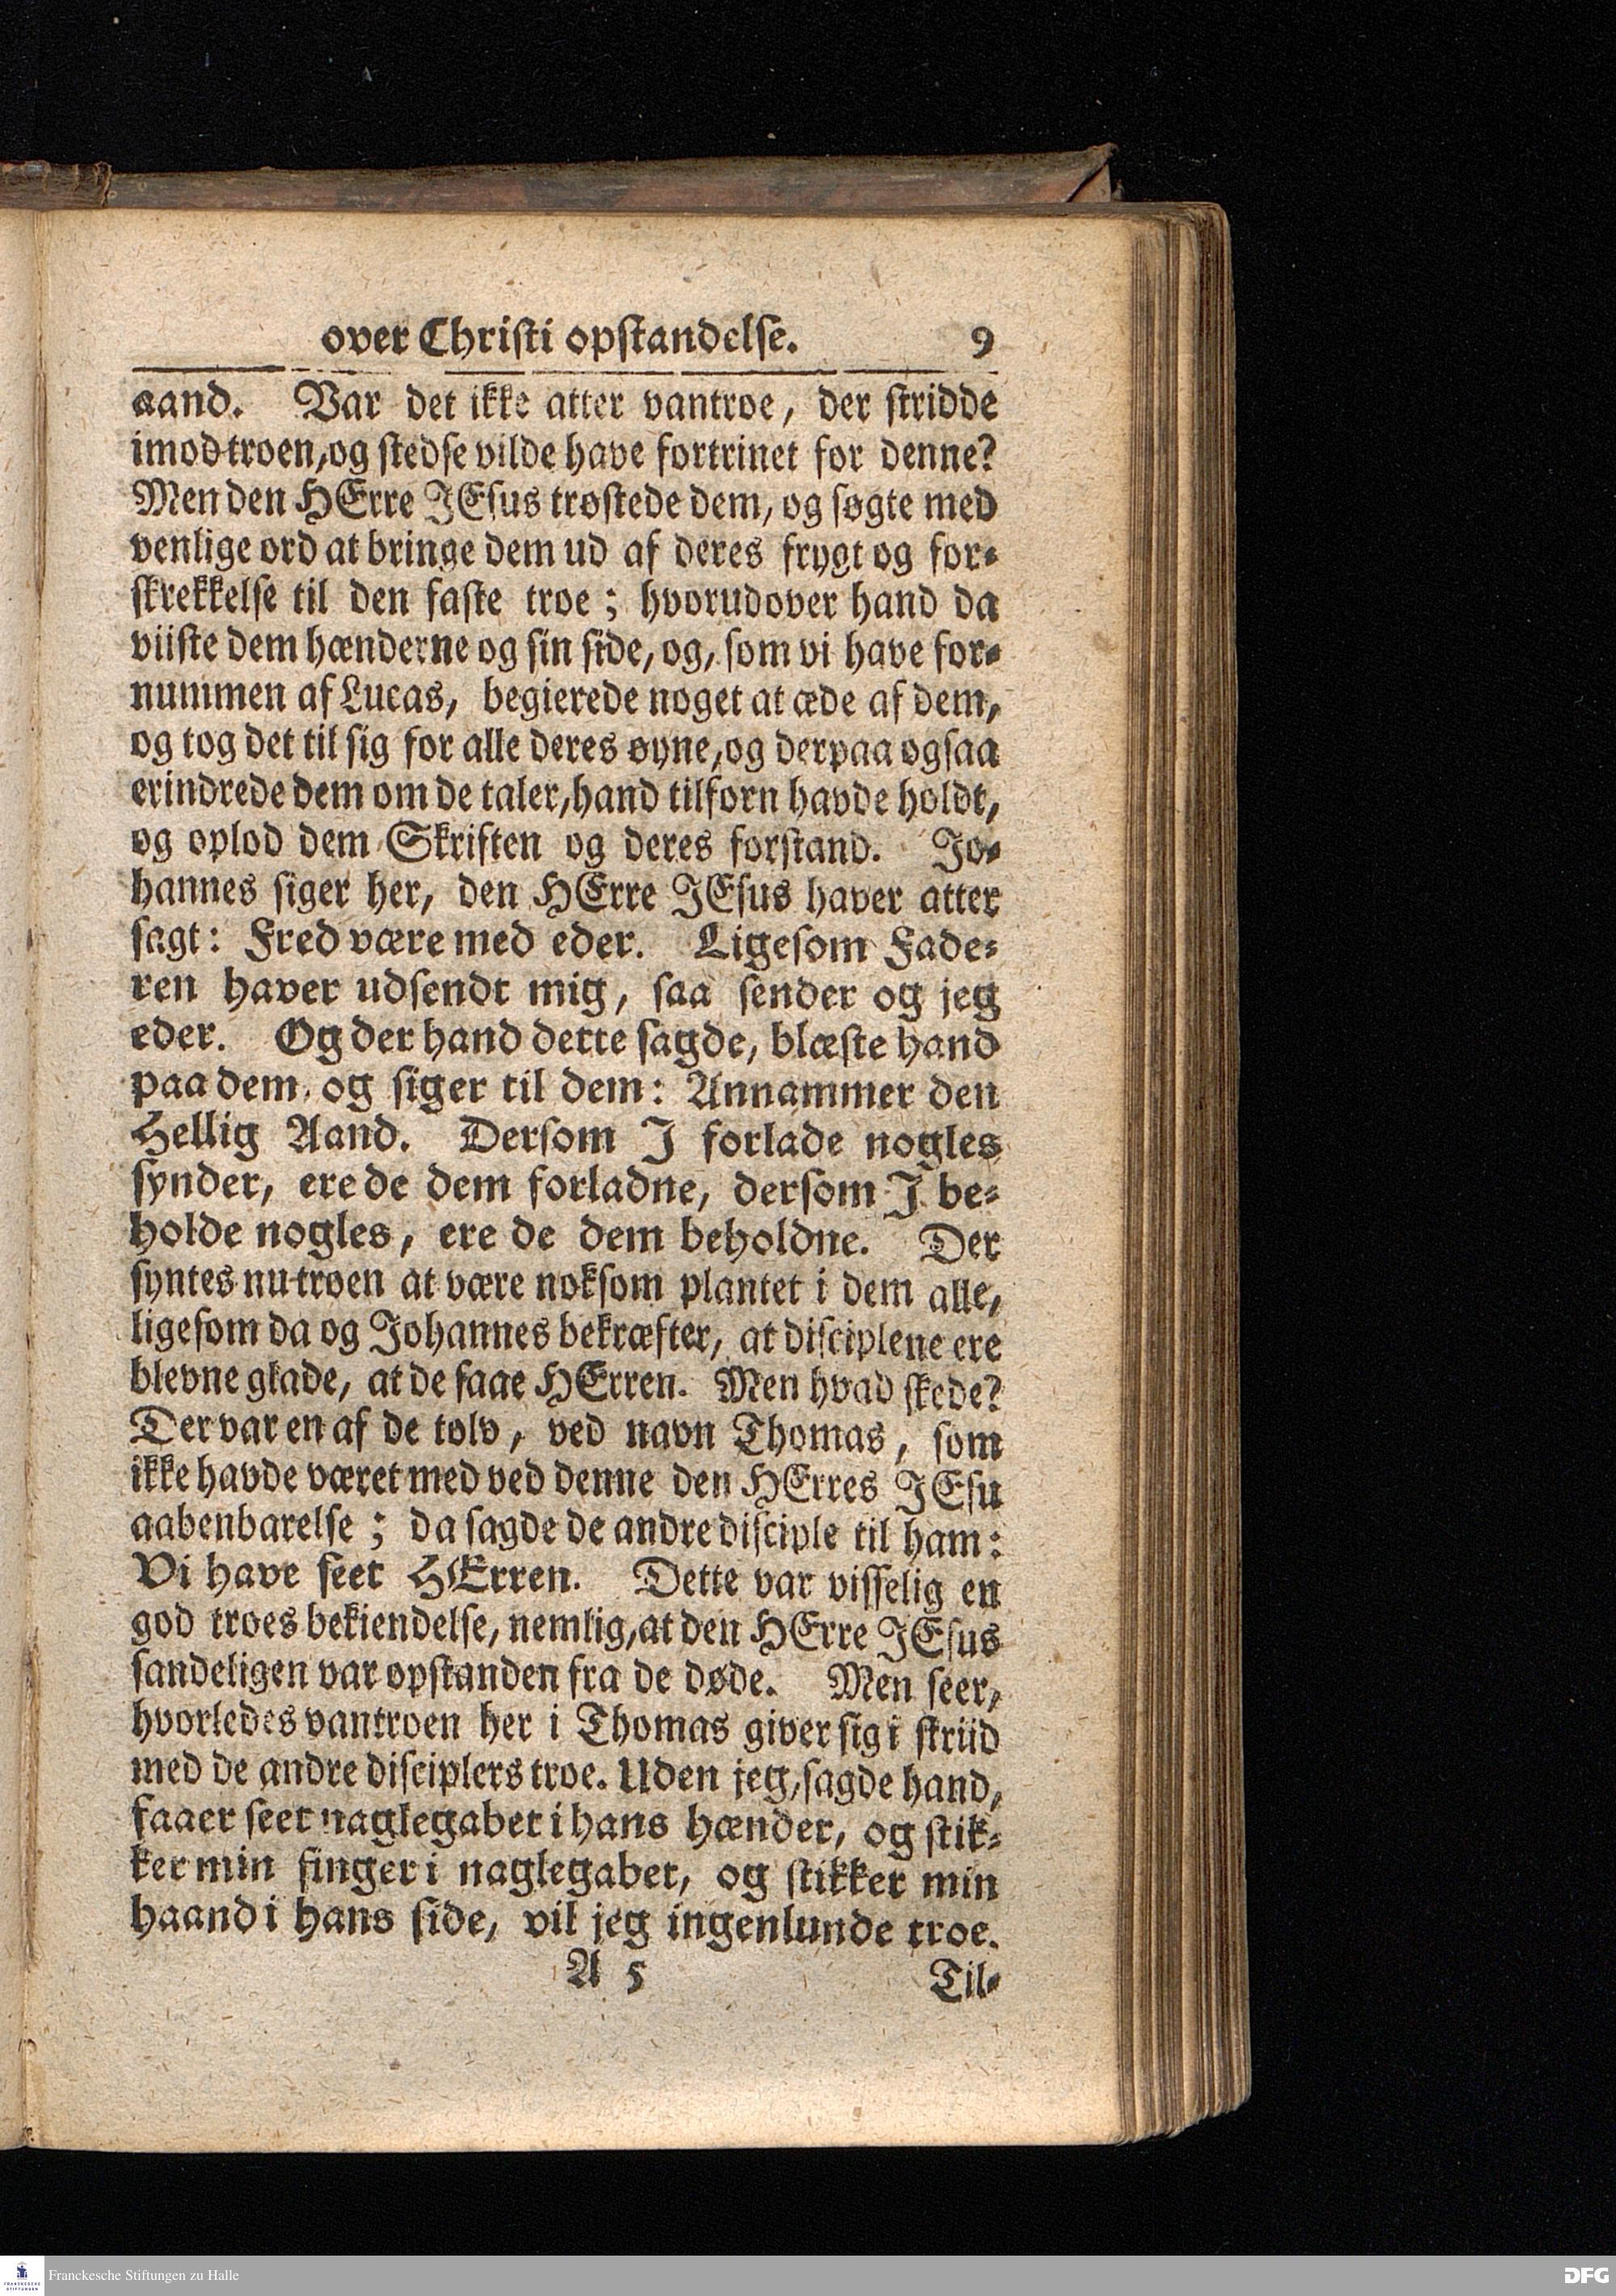 over Christi opstandelse. 9
aand. Var det ikke atter vantroe, der stridde
imod troen, og stedse vilde have fortrinet for denne?
Men den HErre JEsus trøstede dem, og søgte med
venlige ord at bringe dem ud af deres frygt og for-
skrekkelse til den faste troe; hvorudover hand da
viiste dem hænderne og sin side, og, som vi have for-
nummen af Lucas, begierede noget at æde af dem,
og tog det til sig for alle deres øyne, og derpaa ogsaa
erindrede dem om de taler, hand tilforn havde holdt,
og oplod dem Skriften og deres forstand. Jo-
hannes siger her, den HErre JEsus haver atter
sagt: Fred være med eder. Ligesom Fade-
ren haver udsendt mig, saa sender og jeg
eder. Og der hand dette sagde, blæste hand
paa dem, og siger til dem: Annammer den
Hellig Aand. Dersom J forlade nogles
synder, ere de dem forladne, dersom J be-
holde nogles, ere de dem beholdne. Der
syntes nu troen at være noksom plantet i dem alle,
ligesom da og Johannes bekræfter, at disciplene ere
blevne glade, at de saae HErren. Men hvad skede?
Der var en af de tolv, ved navn Thomas, som
ikke havde været med ved denne den HErres JEsu
aabenbarelse; da sagde de andre disciple til ham:
Vi have seet HErren. Dette var visselig en
god troes bekiendelse, nemlig, at den HErre JEsus
sandeligen var opstanden fra de døde. Men seer,
hvorledes vantroen her i Thomas giver sig i striid
med de andre disciplers troe. Uden jeg, sagde hand,
faaer seet naglegabet i hans hænder, og stik-
ker min finger i naglegabet, og stikker min
haand i hans side, vil jeg ingenlunde troe.
A 5 Til-
Franckesche Stiftungen zu Halle
DFG